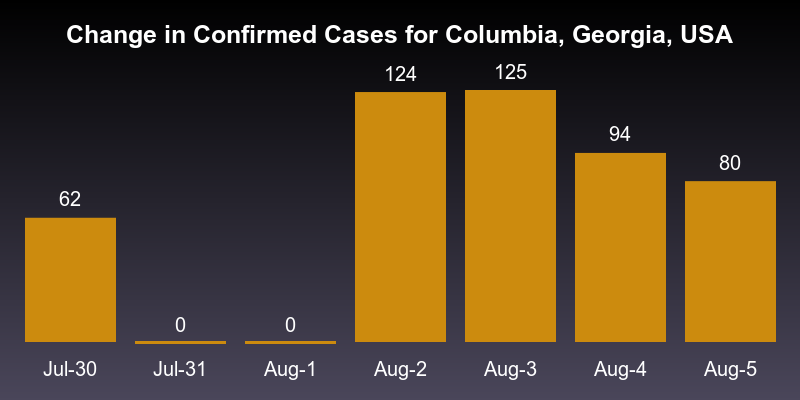 Change in Confirmed Cases for Columbia, Georgia, USA
62
0
0
124
125
94
80
Jul-30
Jul-31
Aug-1
Aug-2
Aug-3
Aug-4
Aug-5